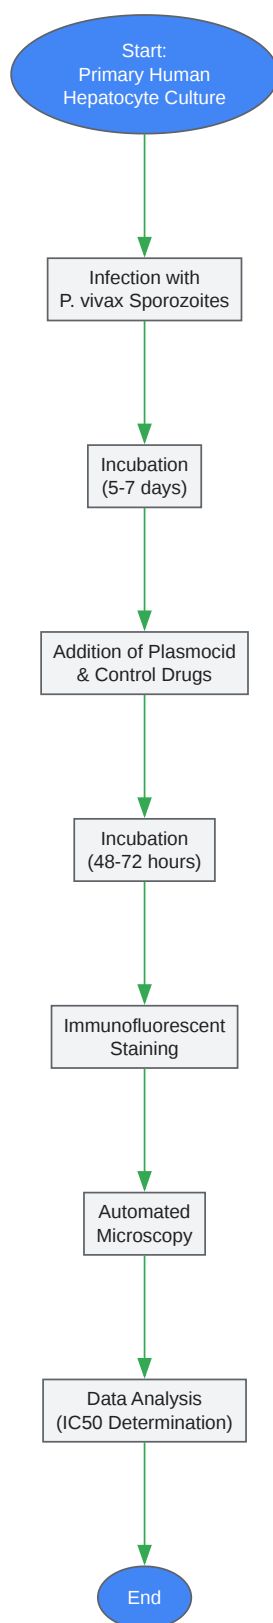 Start:
Primary Human
Hepatocyte Culture
Infection with
P. vivax Sporozoites
Incubation
(5-7 days)
Addition of Plasmocid
& Control Drugs
Incubation
(48-72 hours)
Immunofluorescent
Staining
Automated
Microscopy
Data Analysis
(IC50 Determination)
End